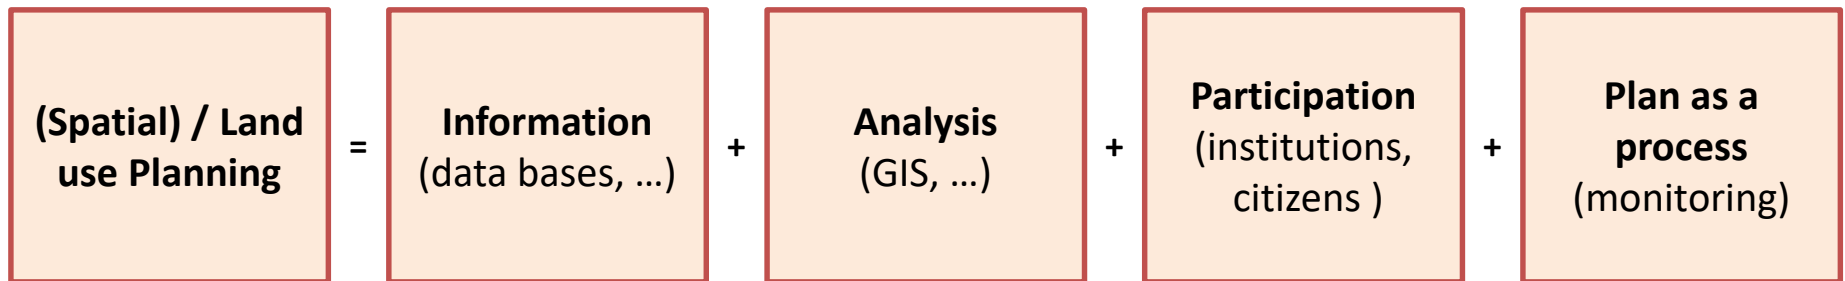 (Spatial) / Land
use Planning
=
Information
(data bases, …)
+
Analysis
(GIS, …)
+
Participation
(institutions,
citizens )
+
Plan as a
process
(monitoring)